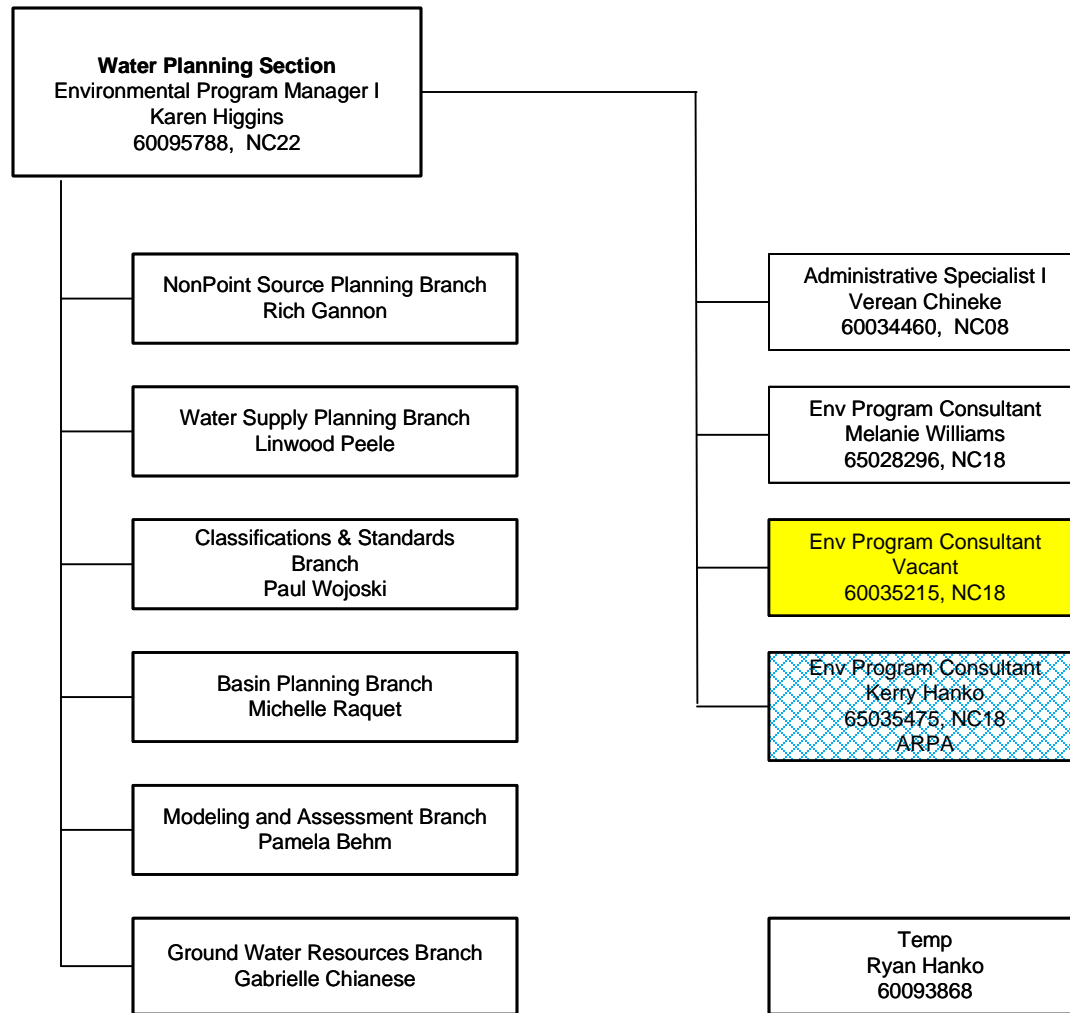 Water Planning Section
Environmental Program Manager I
Karen Higgins
60095788, NC22
NonPoint Source Planning Branch
Rich Gannon
Water Supply Planning Branch
Linwood Peele
Classifications & Standards
Branch
Paul Wojoski
Basin Planning Branch
Michelle Raquet
Modeling and Assessment Branch
Pamela Behm
Ground Water Resources Branch
Gabrielle Chianese
Administrative Specialist I
Verean Chineke
60034460, NC08
Env Program Consultant
Melanie Williams
65028296, NC18
Env Program Consultant
Vacant
60035215, NC18
Env Program Consultant
Kerry Hanko
65035475, NC18
ARPA
Temp
Ryan Hanko
60093868